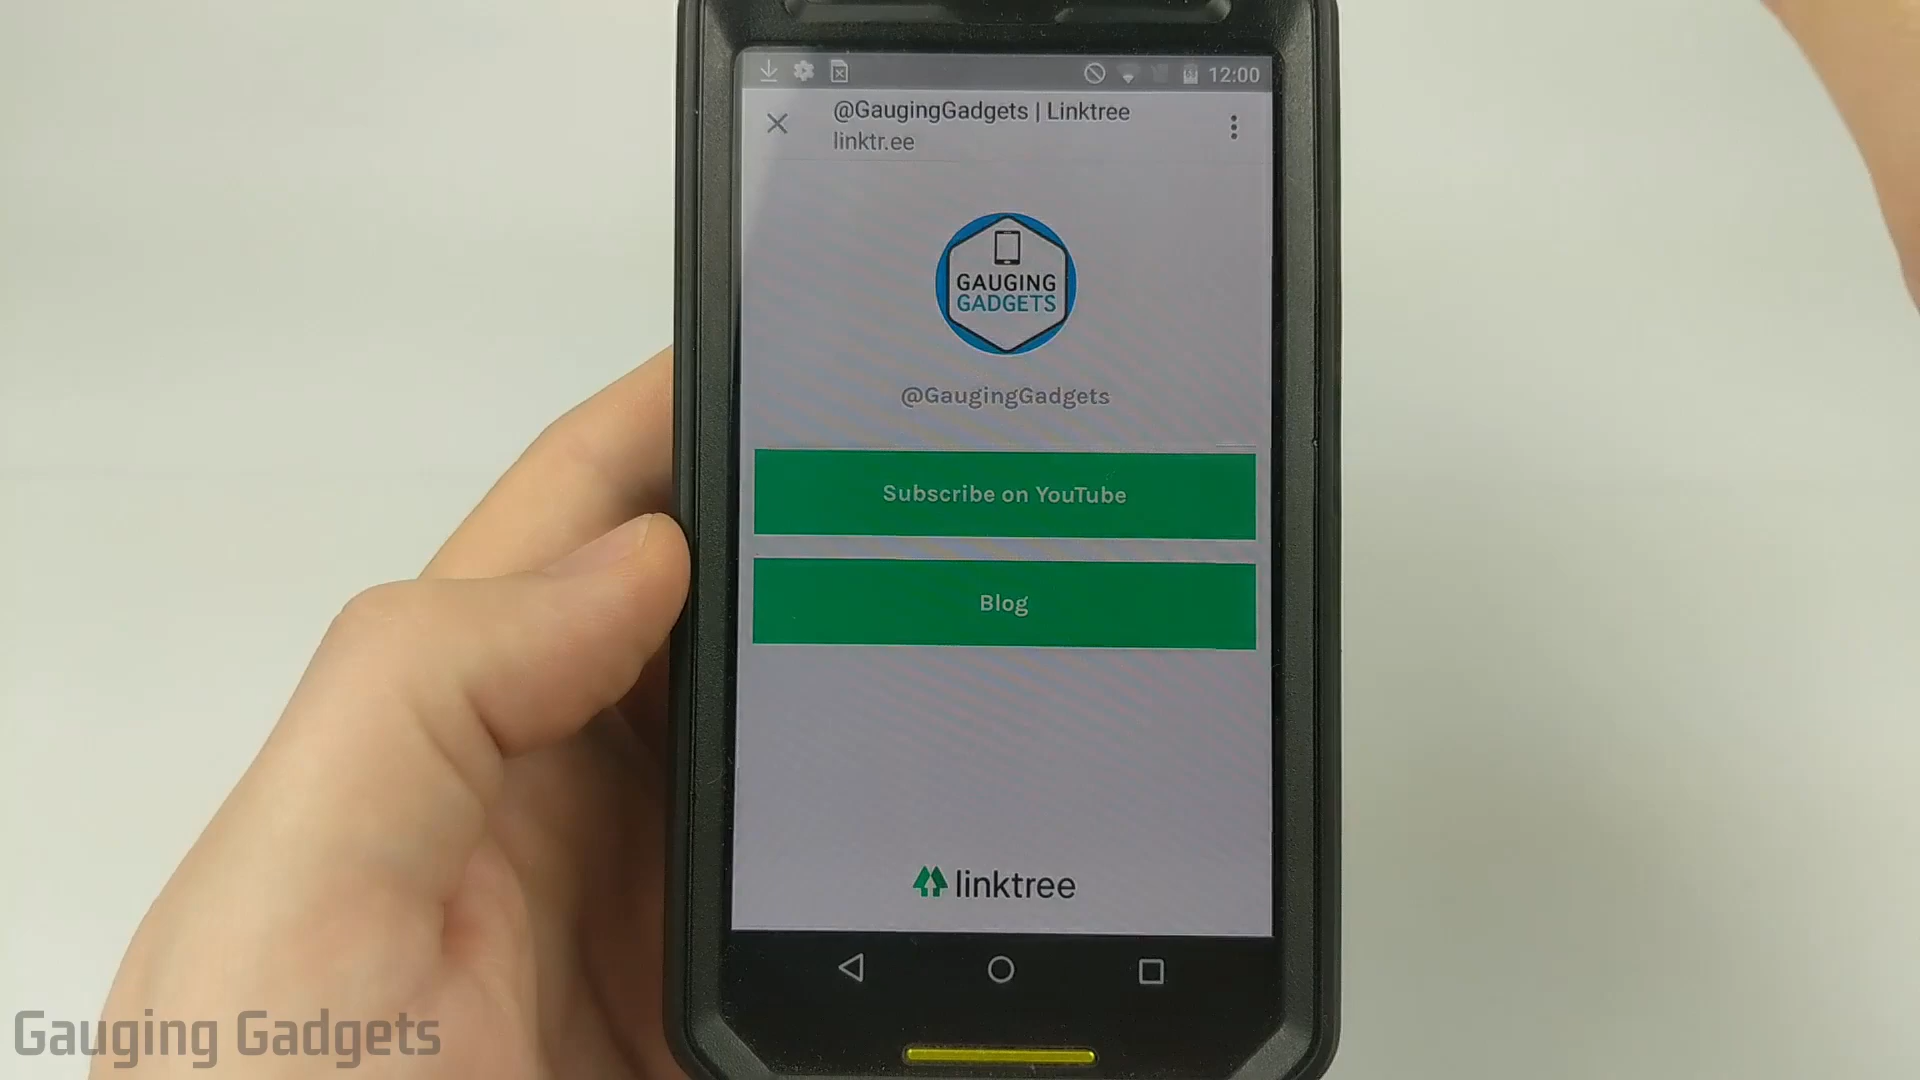 12:00
@GaugingGadgets | Linktree
linktr.ee
GAUGING
GADGETS
@GaugingGadgets
Subscribe on YouTube
Blog
linktree
Gauging Gadgets